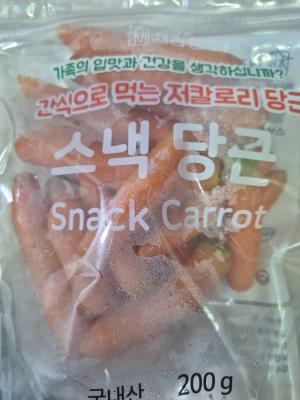 가족의 입맛과 건강을 생각하십니까?
간식으로 먹는 저칼로리 당근
스낵 당근
Snack Carrot
국내산 200g